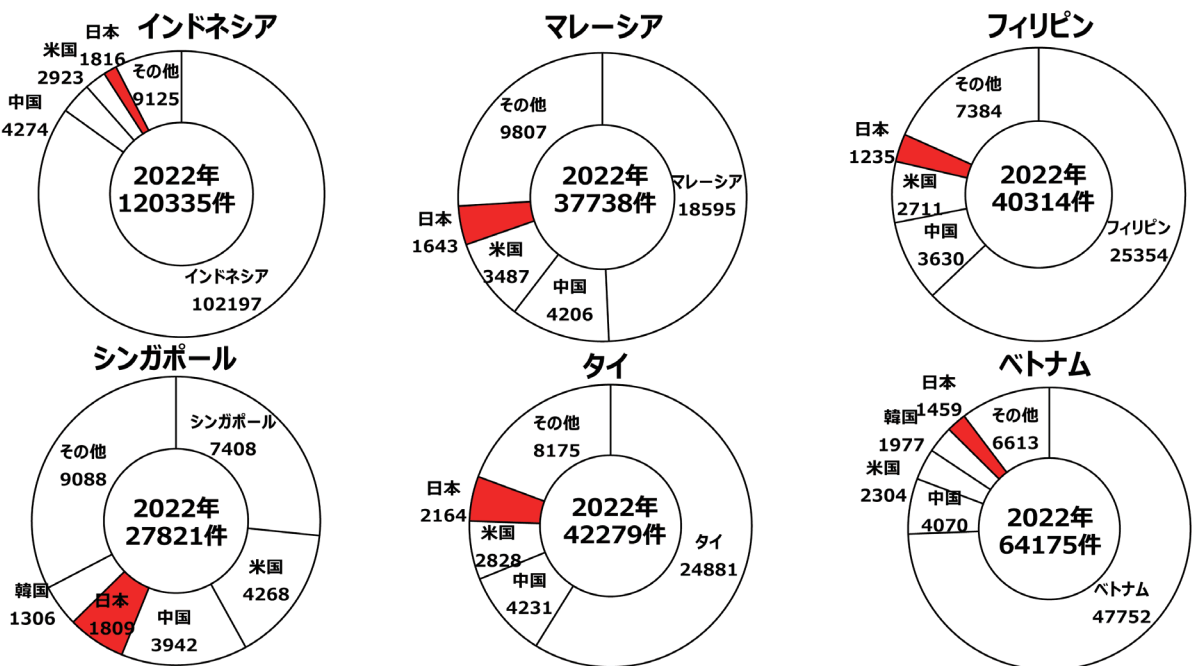 インドネシア
日本
1816
米国
2923
中国
4274
その他
9125
2022年
120335件
インドネシア
102197
マレーシア
その他
9807
日本
1643
米国
3487
中国
4206
2022年
37738件
マレーシア
18595
フィリピン
その他
7384
日本
1235
米国
2711
中国
3630
2022年
40314件
フィリピン
25354
シンガポール
シンガポール
7408
その他
9088
2022年
27821件
韓国
1306
日本
1809
中国
3942
米国
4268
タイ
その他
8175
日本
2164
米国
2828
中国
4231
2022年
42279件
タイ
24881
ベトナム
日本
1459
韓国
1977
米国
2304
中国
4070
その他
6613
2022年
64175件
ベトナム
47752